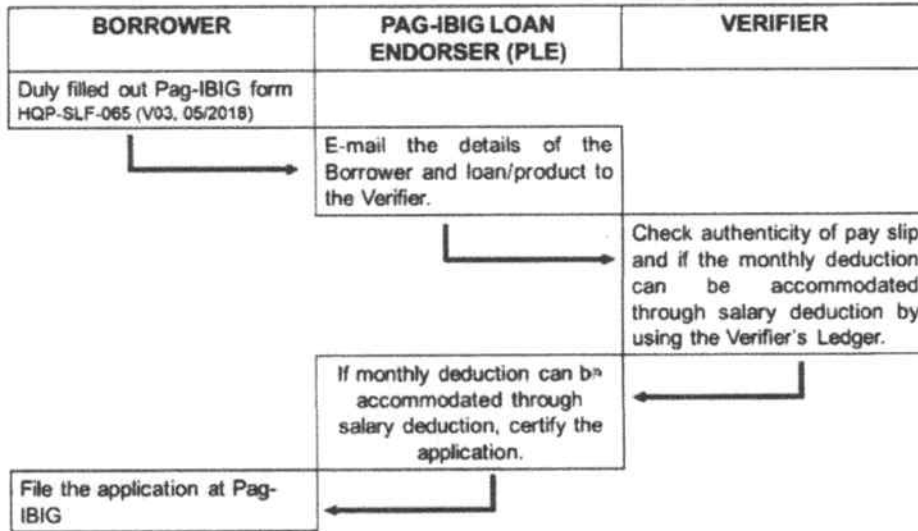 BORROWER
PAG-IBIG LOAN
ENDORSER (PLE)
VERIFIER
Duly filled out Pag-IBIG form
HQP-SLF-065 (V03, 05/2018)
E-mail the details of the
Borrower and loan/product to
the Verifier.
Check authenticity of pay slip
and if the monthly deduction
can be accommodated
through salary deduction by
using the Verifier's Ledger.
If monthly deduction can be
accommodated through
salary deduction, certify the
application.
File the application at Pag-
IBIG